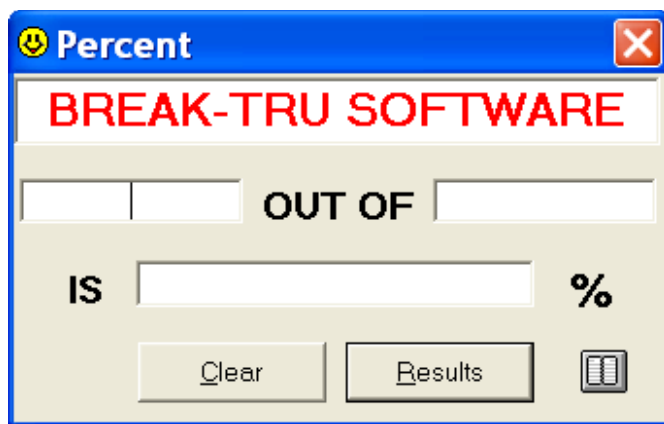 Percent
BREAK-TRU SOFTWARE
OUT OF
IS %
Clear Results